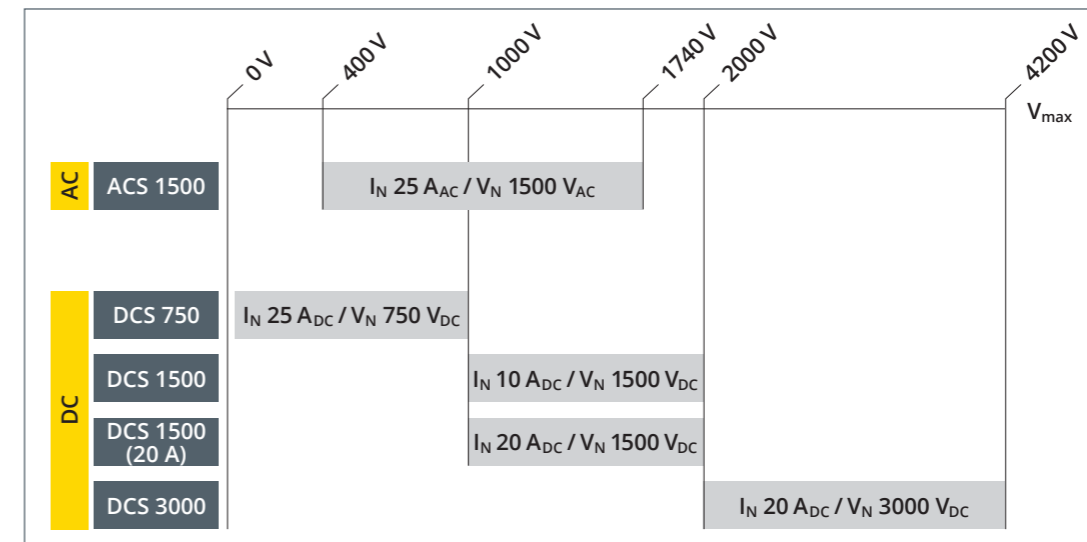 0 V
400 V
1000 V
1740 V
2000 V
4200 V
Vmax
AC
ACS 1500
IN 25 AAC / VN 1500 VAC
DC
DCS 750
IN 25 ADC / VN 750 VDC
DCS 1500
IN 10 ADC / VN 1500 VDC
DCS 1500
(20 A)
IN 20 ADC / VN 1500 VDC
DCS 3000
IN 20 ADC / VN 3000 VDC